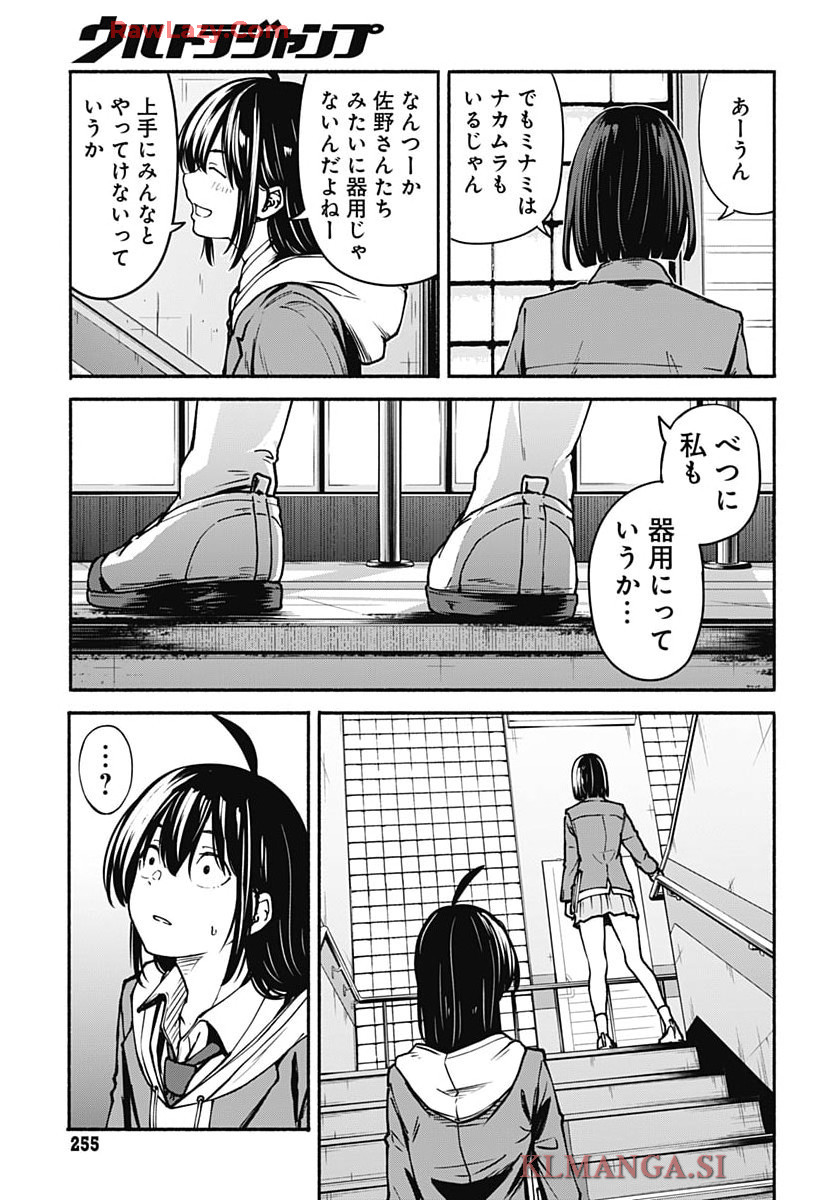 ウルトラジャンプ
RawLazy.Com
あーうん
でもミナミは
ナカムラも
いるじゃん
なんつーか
佐野さんたち
みたいに器用じゃ
ないんだよねー
上手にみんなと
やってけないって
いうか
べつに
私も
器用にって
いうか…
…?
255
KLMANGA.SI